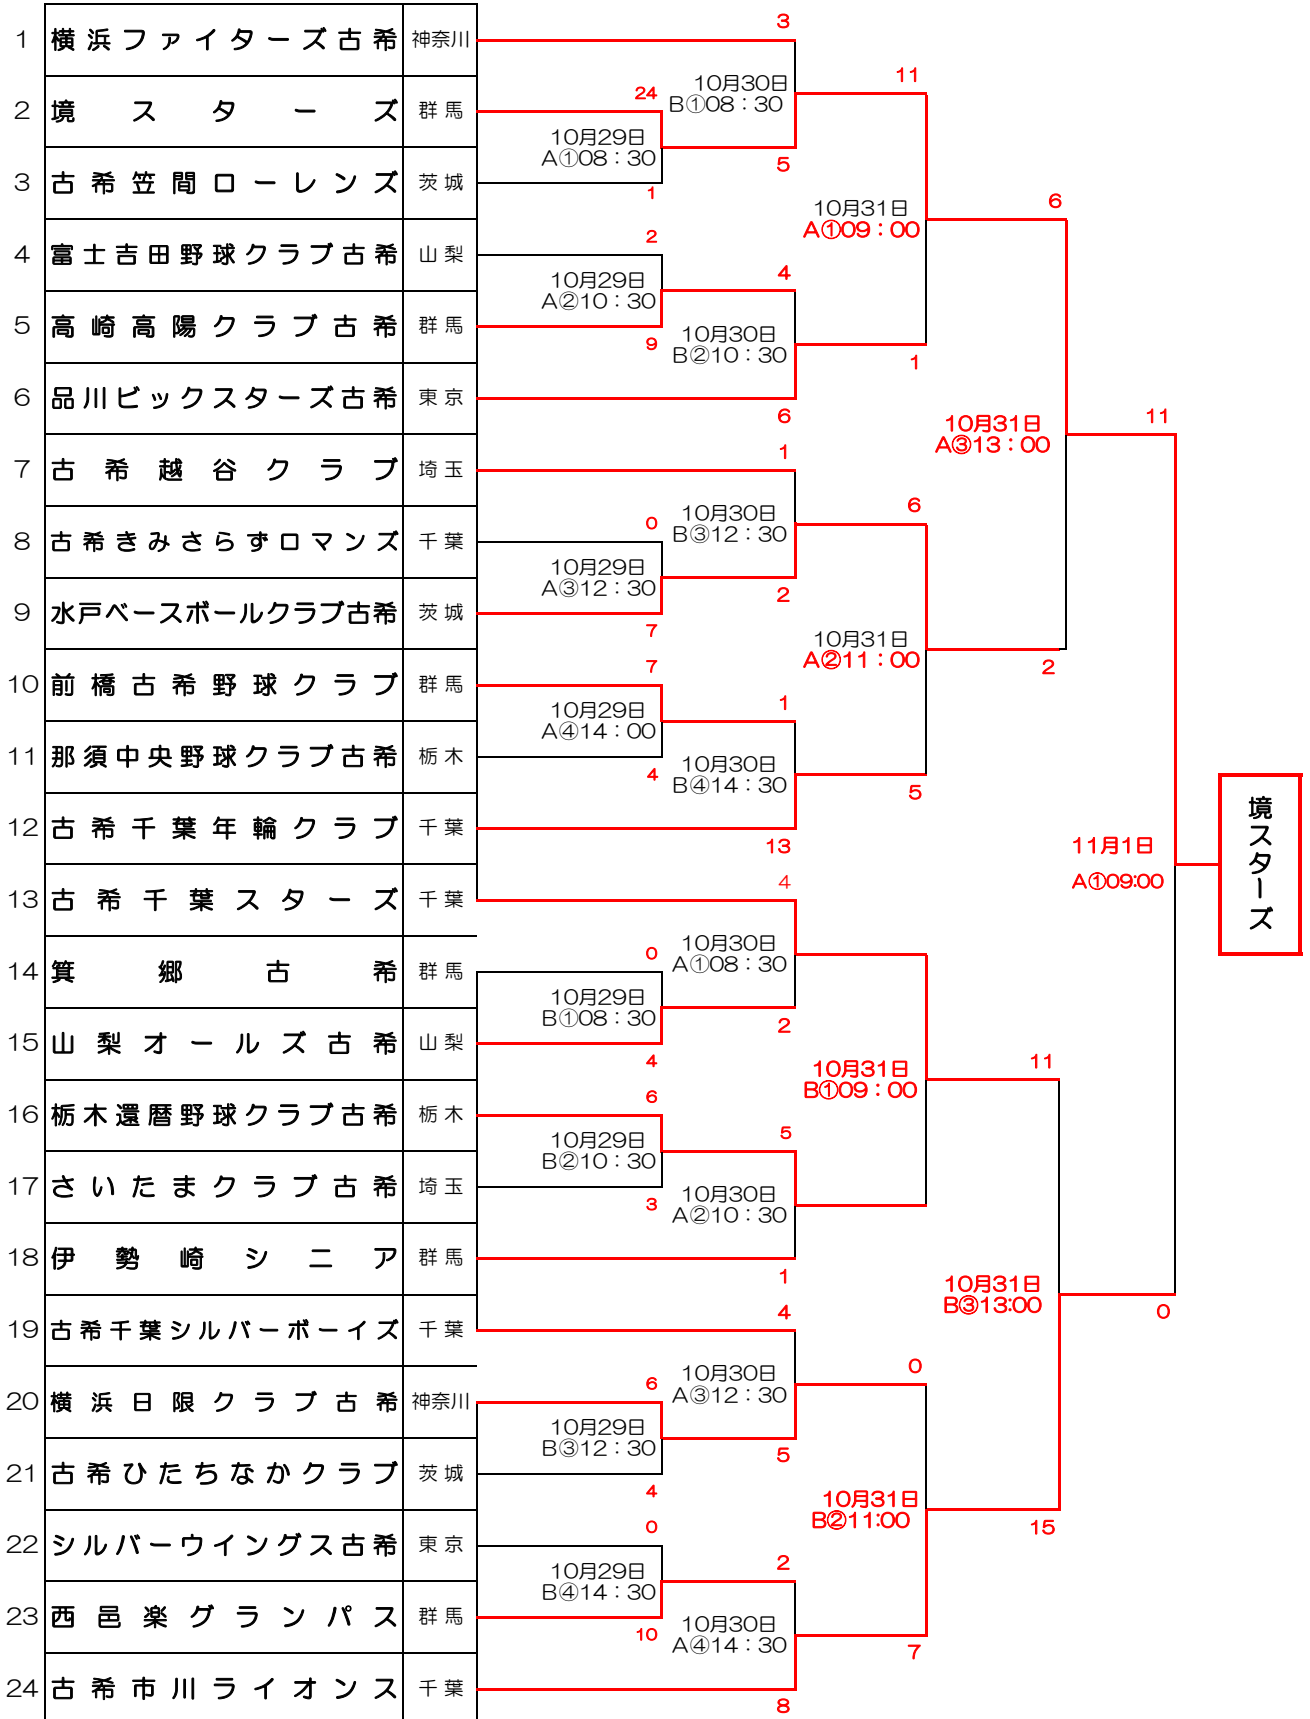 1 横浜ファイターズ古希 神奈川
2 境スターズ 群馬
3 古希笠間ローレンズ 茨城
4 富士吉田野球クラブ古希 山梨
5 高崎高陽クラブ古希 群馬
6 品川ビックスターズ古希 東京
7 古希越谷クラブ 埼玉
8 古希きみさらずロマンズ 千葉
9 水戸ベースボールクラブ古希 茨城
10 前橋古希野球クラブ 群馬
11 那須中央野球クラブ古希 栃木
12 古希千葉年輪クラブ 千葉
13 古希千葉スターズ 千葉
14 箕郷古希 群馬
15 山梨オールズ古希 山梨
16 栃木還暦野球クラブ古希 栃木
17 さいたまクラブ古希 埼玉
18 伊勢崎シニア 群馬
19 古希千葉シルバーボーイズ 千葉
20 横浜日限クラブ古希 神奈川
21 古希ひたちなかクラブ 茨城
22 シルバーウイングス古希 東京
23 西邑楽グランパス 群馬
24 古希市川ライオンス 千葉
24
10月29日
A①08：30
1
2
10月29日
A②10：30
9
0
10月29日
A③12：30
7
7
10月29日
A④14：00
4
0
10月29日
B①08：30
4
6
10月29日
B②10：30
3
6
10月29日
B③12：30
4
0
10月29日
B④14：30
10
3
10月30日
B①08：30
5
4
10月30日
B②10：30
6
1
10月30日
B③12：30
2
1
10月30日
B④14：30
13
4
10月30日
A①08：30
2
5
10月30日
A②10：30
1
4
10月30日
A③12：30
5
2
10月30日
A④14：30
8
11
10月31日
A①09：00
1
6
10月31日
A②11：00
5
10月31日
B①09：00
0
10月31日
B②11:00
7
6
10月31日
A③13：00
2
11
10月31日
B③13:00
15
11
11月1日
A①09:00
0
境スターズ